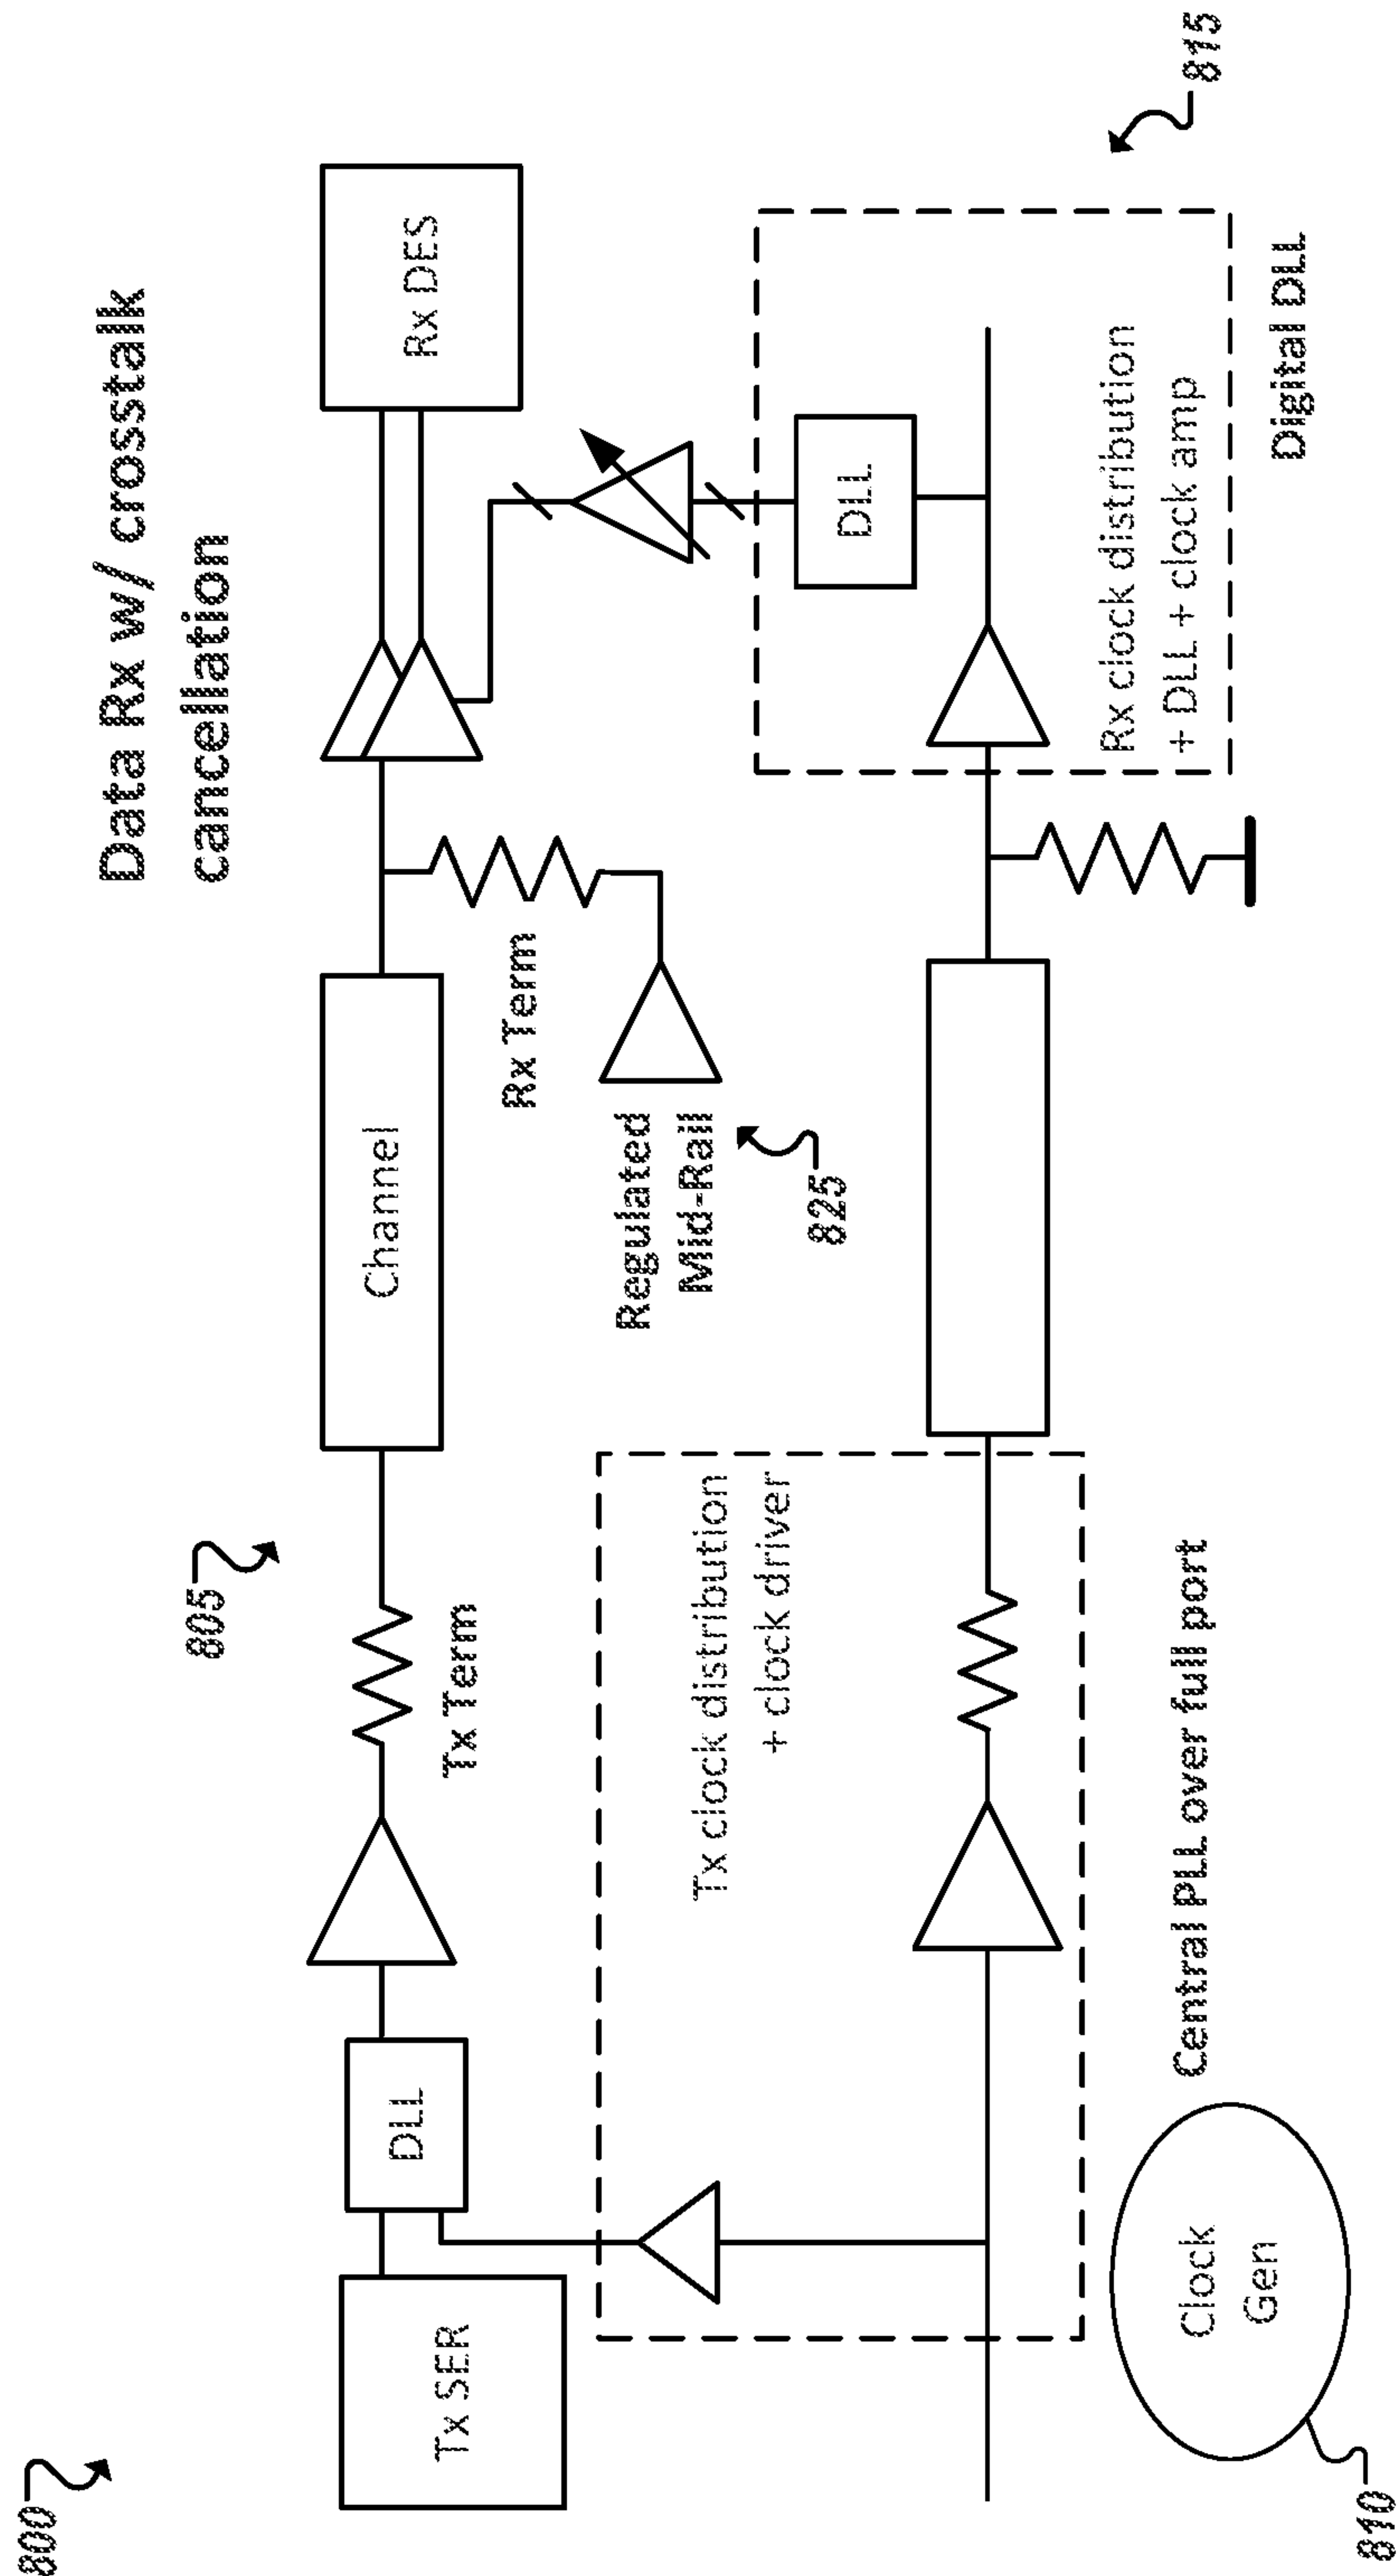 800
Data Rx w/ crosstalk
cancellation
805
Tx SER
DLL
Tx Term
Channel
Rx Term
Rx DES
Regulated
Mid-Rail
825
Tx clock distribution
+ clock driver
DLL
Rx clock distribution
+ DLL + clock amp
815
Clock
Gen
Central PLL over full port
Digital DLL
810